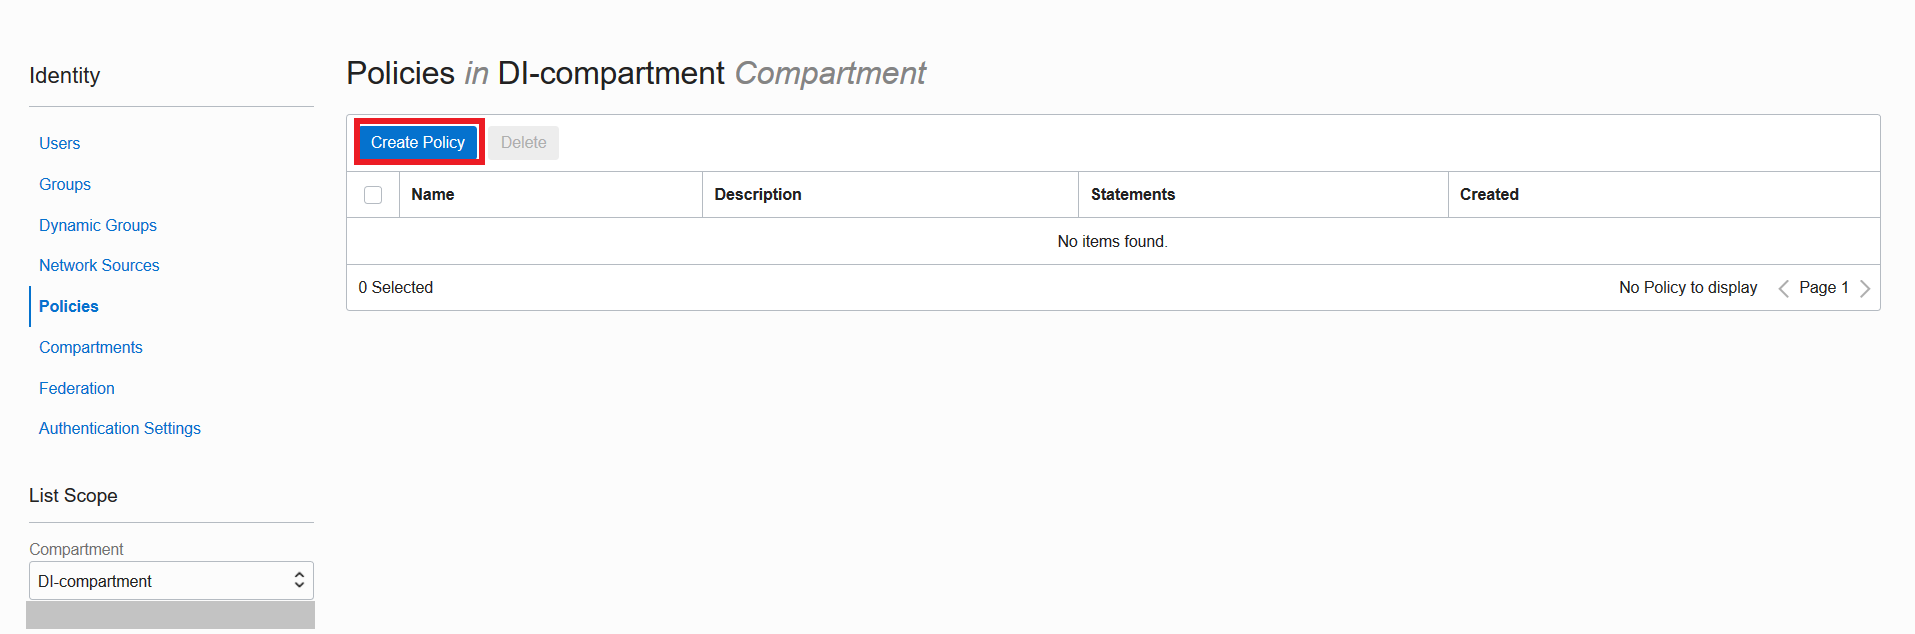 Identity
Users
Groups
Dynamic Groups
Network Sources
Policies
Compartments
Federation
Authentication Settings
List Scope
Compartment
DI-compartment
Policies in DI-compartment Compartment
Create Policy Delete
Name Description Statements Created
No items found.
0 Selected No Policy to display Page 1